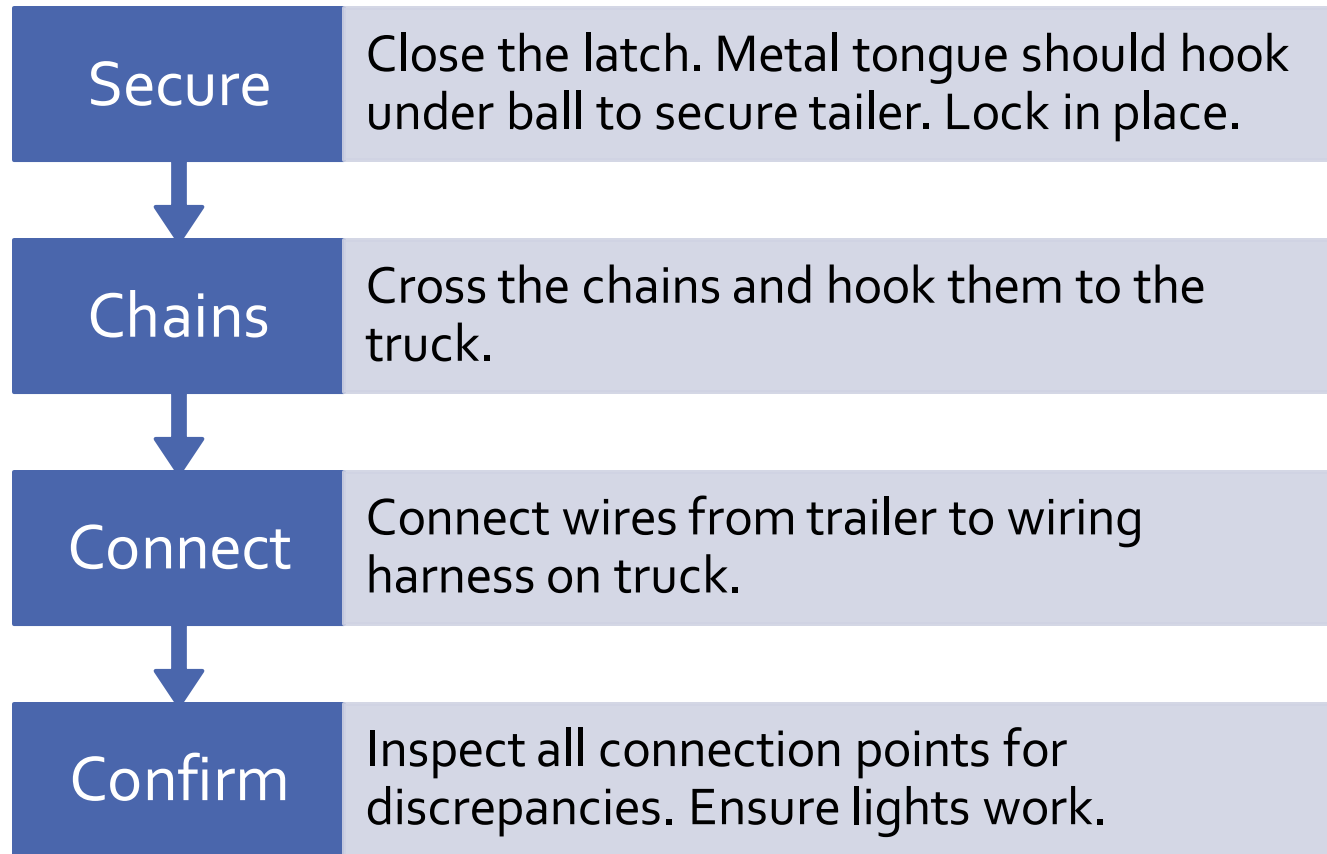 Secure
Close the latch. Metal tongue should hook
under ball to secure tailer. Lock in place.
Chains
Cross the chains and hook them to the
truck.
Connect
Connect wires from trailer to wiring
harness on truck.
Confirm
Inspect all connection points for
discrepancies. Ensure lights work.